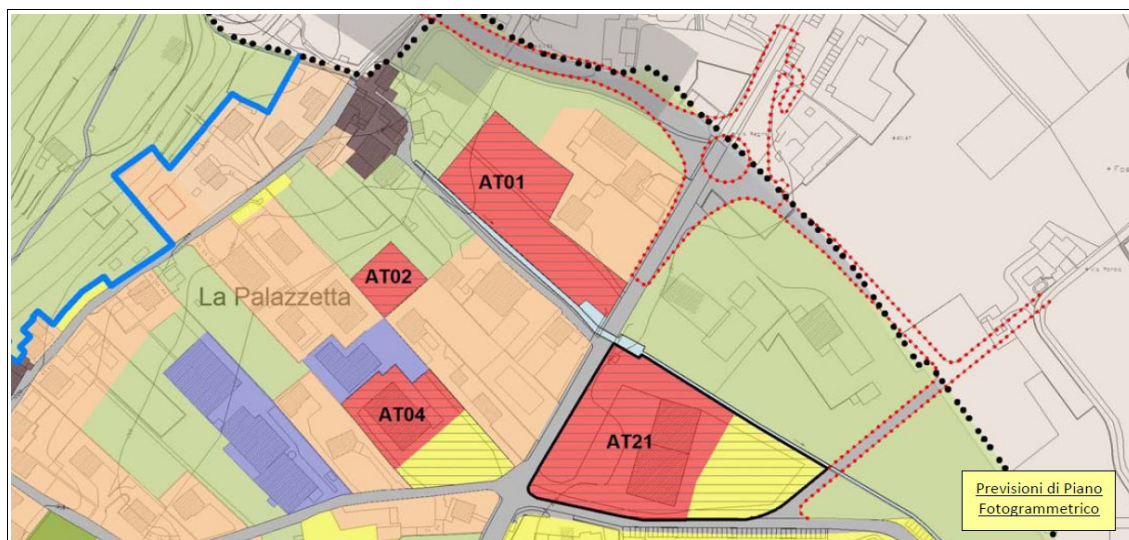 AT01
AT02
La Palazzetta
AT04
AT21
Previsioni di Piano
Fotogrammetrico